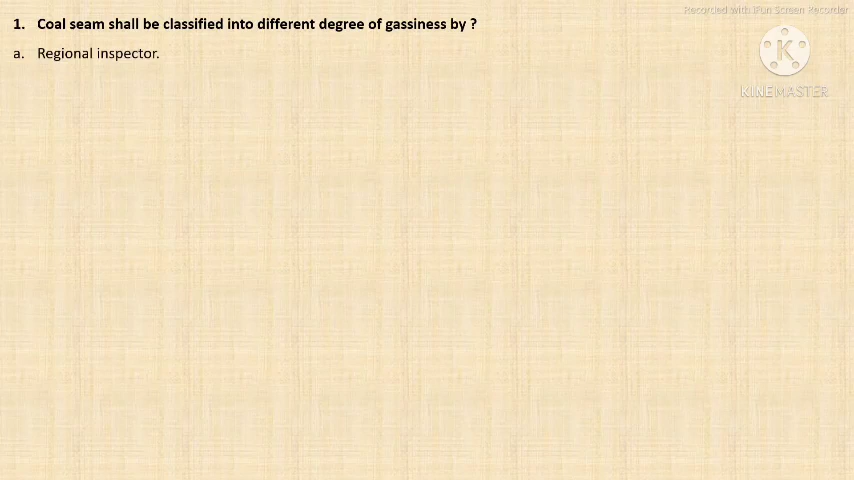 Recorded with iFun Screen Recorder
1. Coal seam shall be classified into different degree of gassiness by ?
a. Regional inspector.
K
KINEMASTER